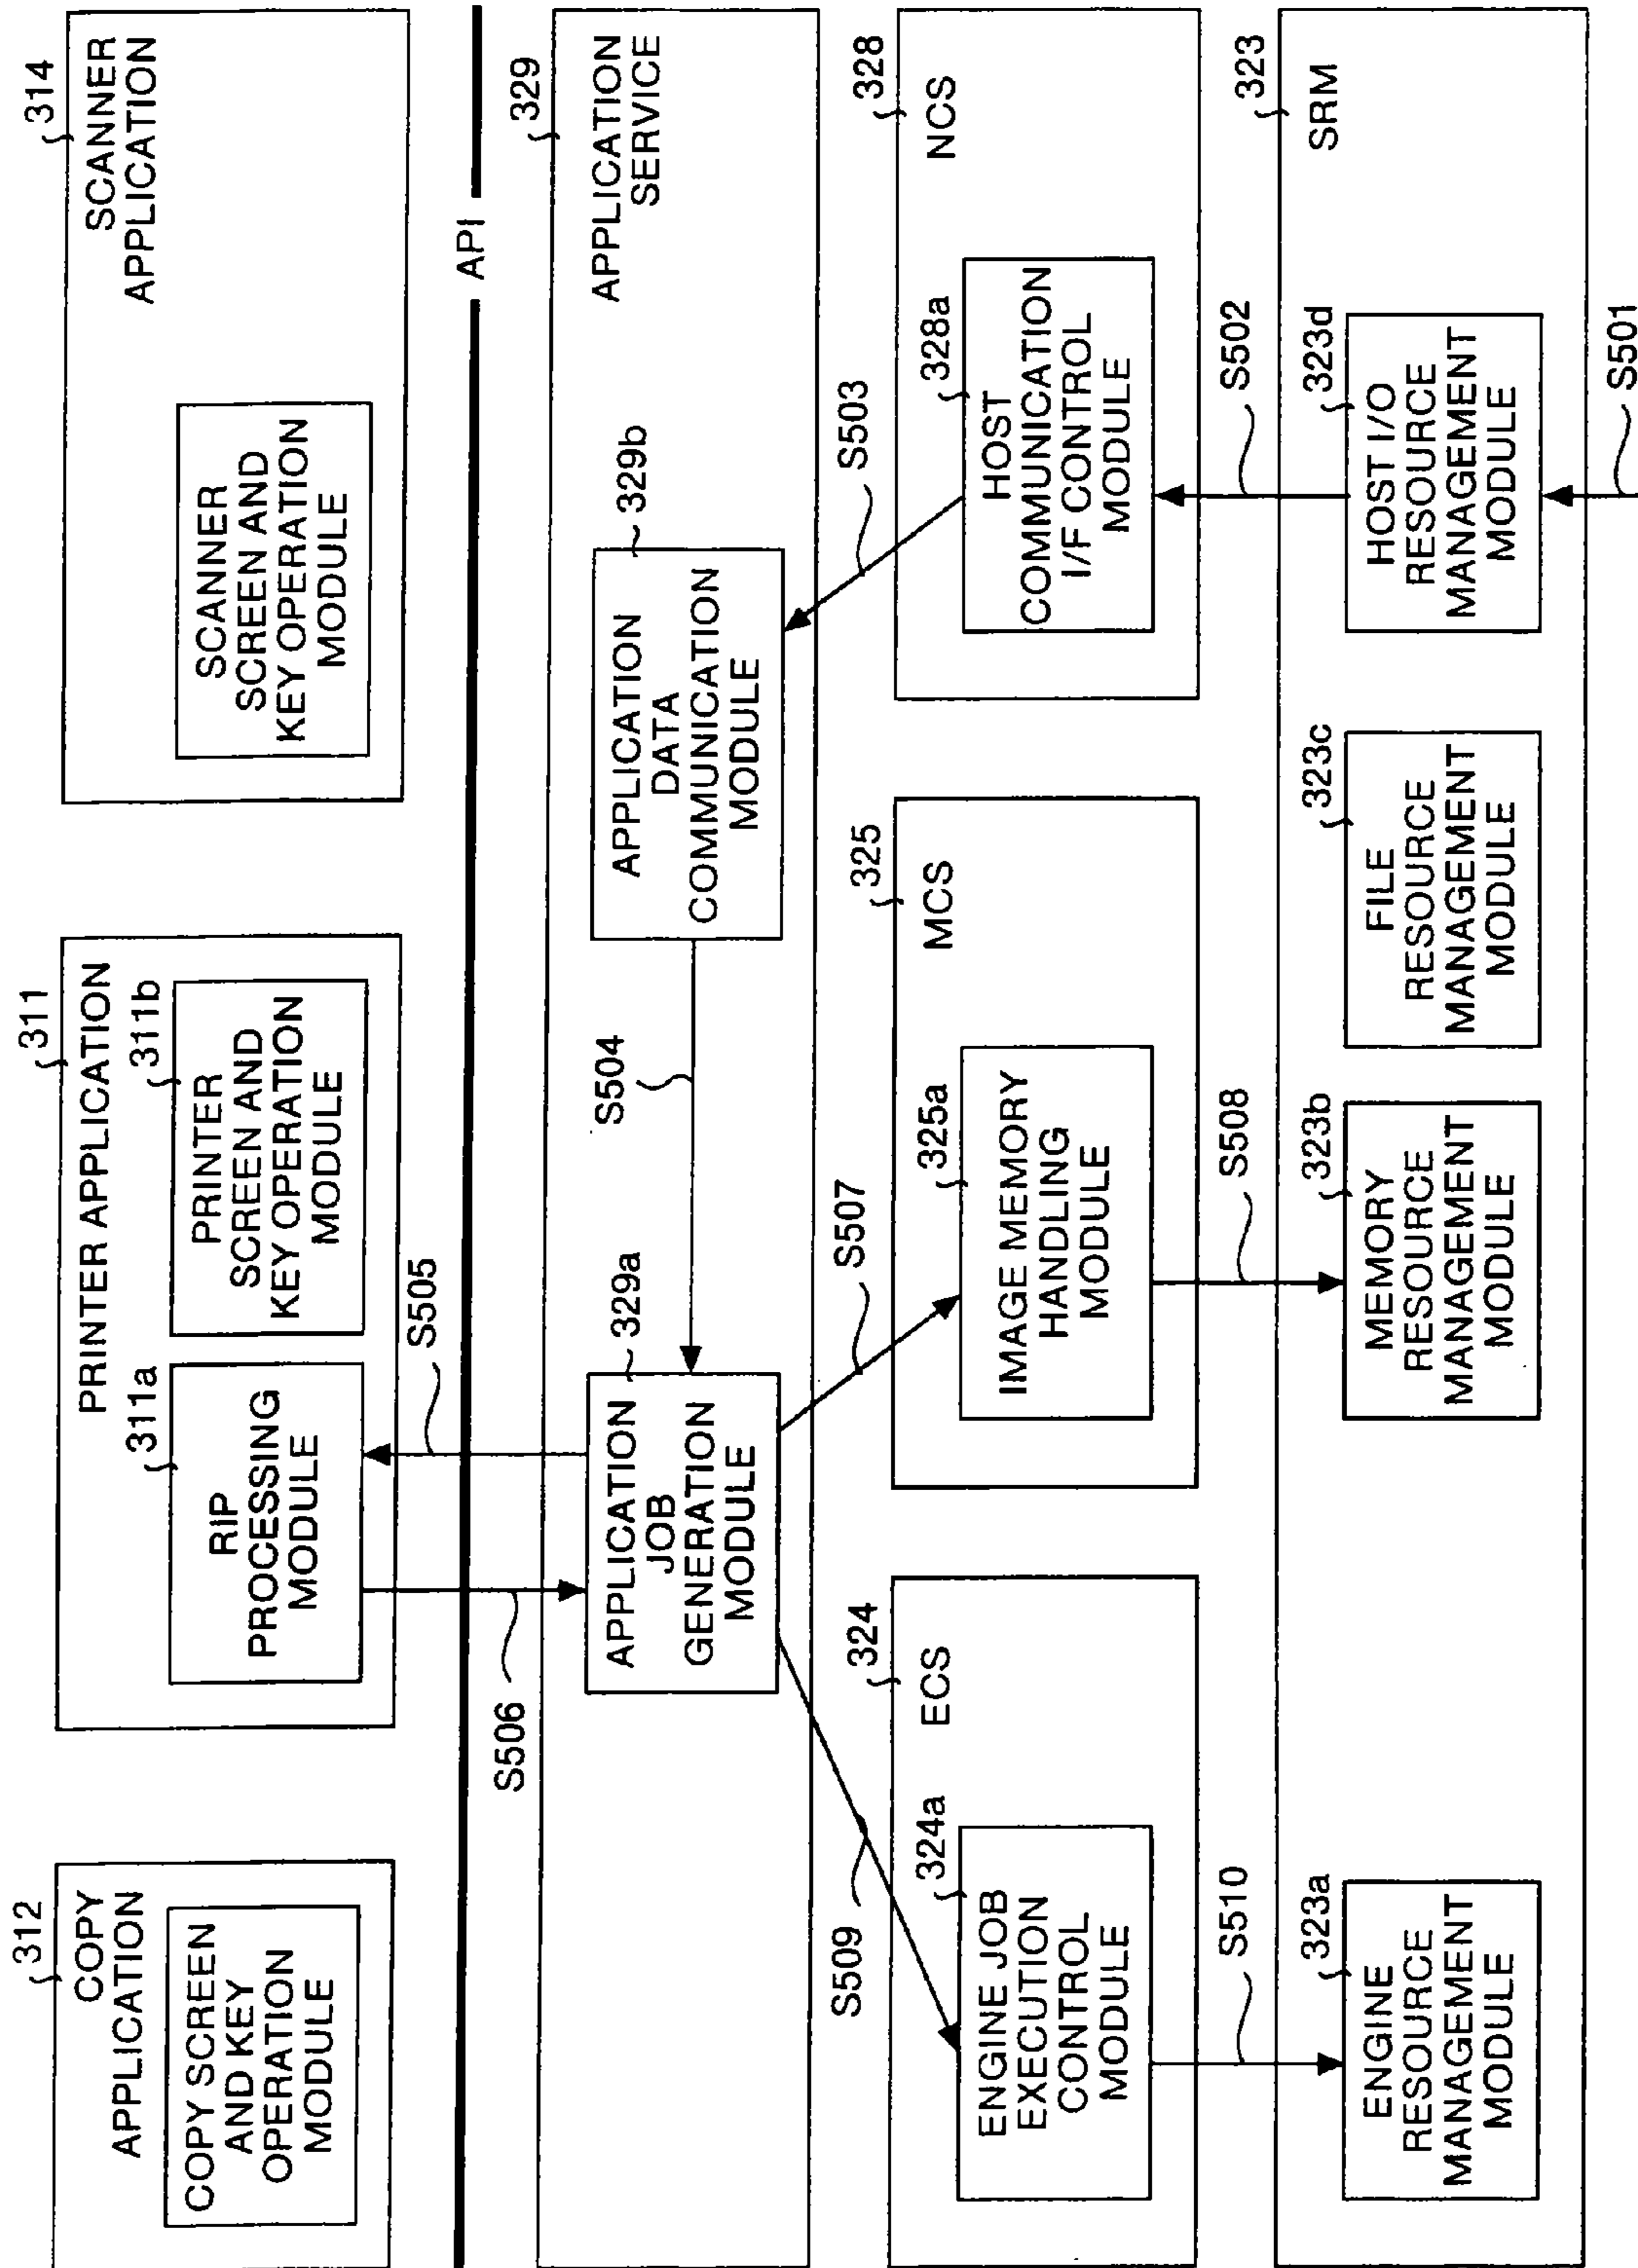 312
COPY
APPLICATION
COPY SCREEN
AND KEY
OPERATION
MODULE
311
PRINTER APPLICATION
311a
RIP
PROCESSING
MODULE
311b
PRINTER
SCREEN AND
KEY OPERATION
MODULE
314
SCANNER
APPLICATION
SCANNER
SCREEN AND
KEY OPERATION
MODULE
S506
S505
API
329
APPLICATION
SERVICE
329a
APPLICATION
JOB
GENERATION
MODULE
S504
329b
APPLICATION
DATA
COMMUNICATION
MODULE
S509
S507
S503
324
ECS
324a
ENGINE JOB
EXECUTION
CONTROL
MODULE
325
MCS
325a
IMAGE MEMORY
HANDLING
MODULE
328
NCS
328a
HOST
COMMUNICATION
I/F CONTROL
MODULE
S510
S508
S502
323
SRM
323a
ENGINE
RESOURCE
MANAGEMENT
MODULE
323b
MEMORY
RESOURCE
MANAGEMENT
MODULE
323c
FILE
RESOURCE
MANAGEMENT
MODULE
323d
HOST I/O
RESOURCE
MANAGEMENT
MODULE
S501